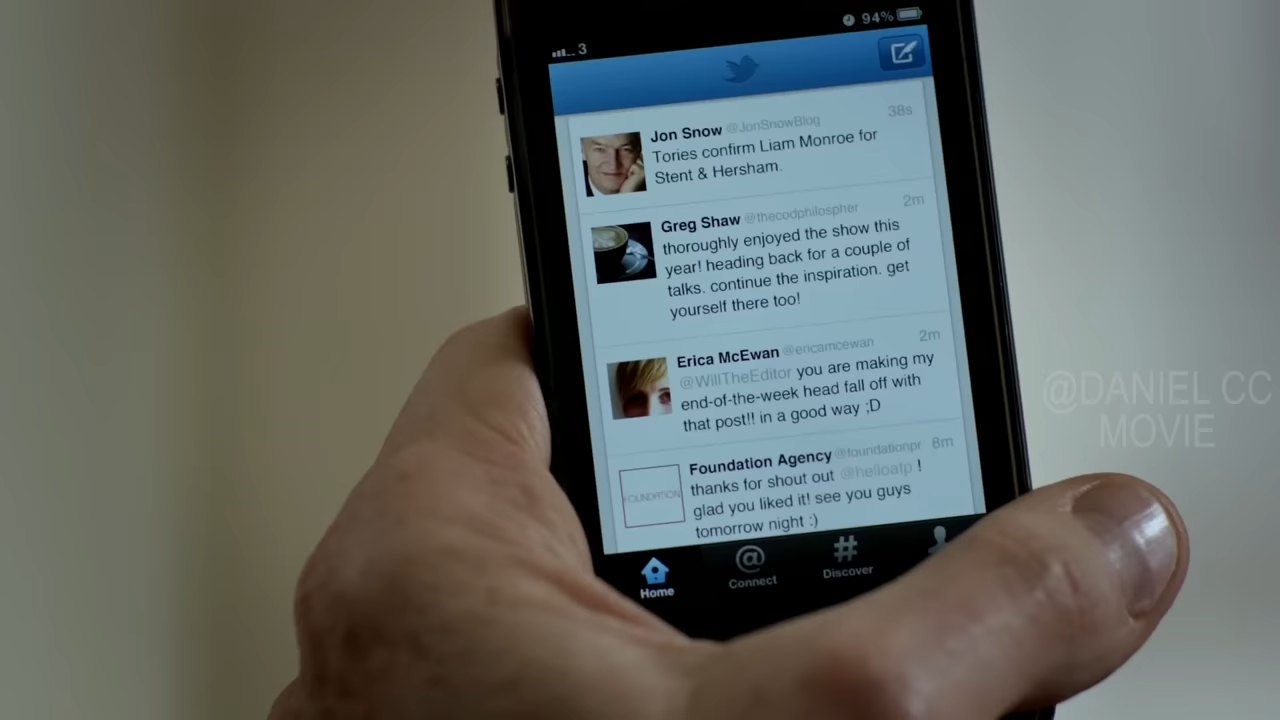 3
94%
Jon Snow @JonSnowBlog 38s
Tories confirm Liam Monroe for
Stent & Hersham.
Greg Shaw @thecodphilospher 2m
thoroughly enjoyed the show this
year! heading back for a couple of
talks. continue the inspiration. get
yourself there too!
Erica McEwan @ericamcewan 2m
@WillTheEditor you are making my
end-of-the-week head fall off with
that post!! in a good way ;D
Foundation Agency @foundationpr 8m
FOUNDATION
thanks for shout out @helloatp !
glad you liked it! see you guys
tomorrow night :)
Home
Connect
Discover
@DANIEL CC
MOVIE